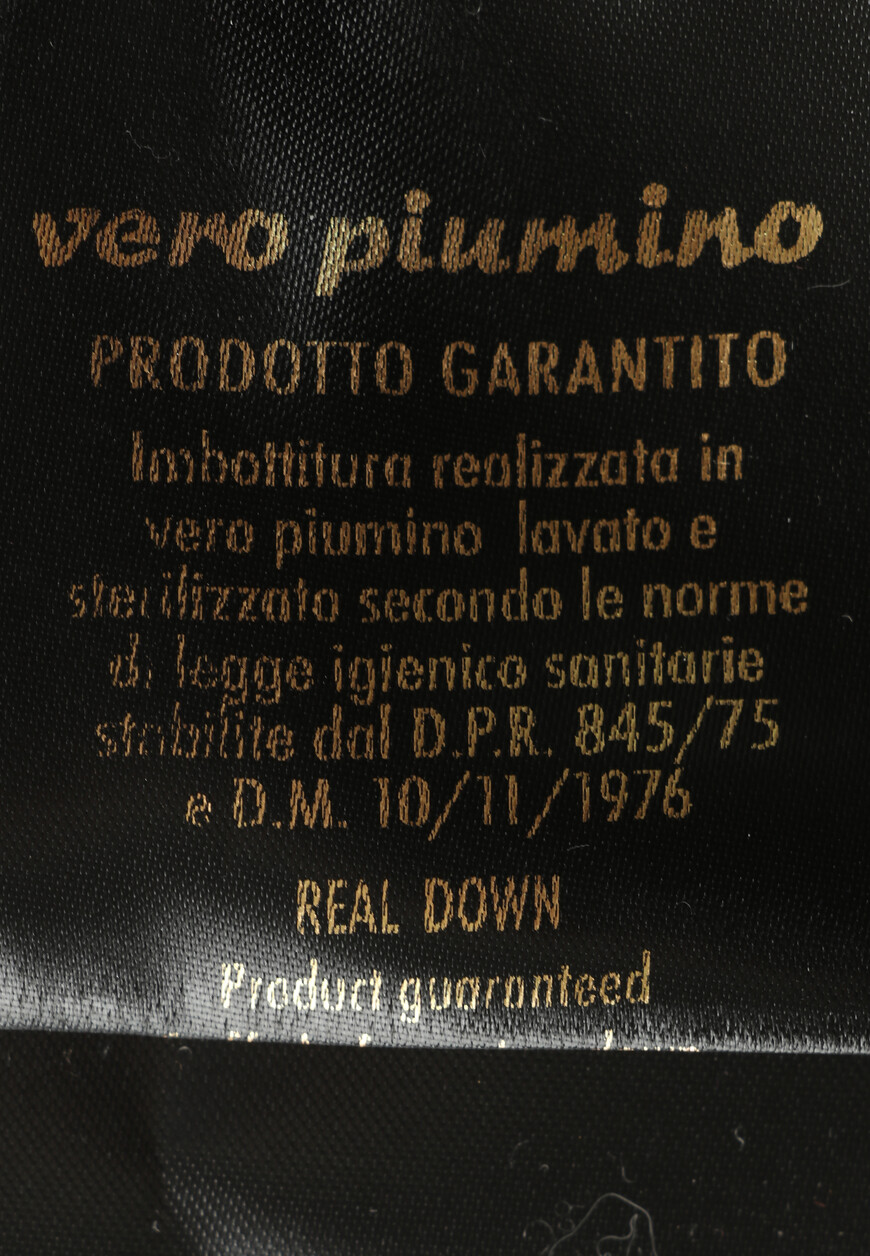 vero piumino
PRODOTTO GARANTITO
Imbottitura realizzata in
vero piumino lavato e
sterilizzato secondo le norme
di legge igienico sanitarie
stabilite dal D.P.R. 845/75
e D.M. 10/11/1976
REAL DOWN
Product guaranteed